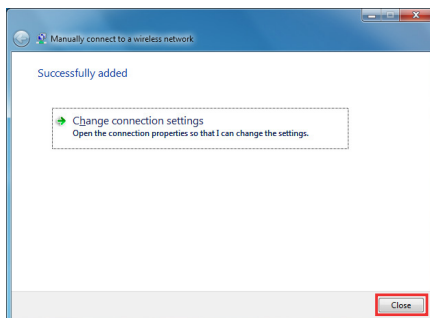 Manually connect to a wireless network
Successfully added
Change connection settings
Open the connection properties so that I can change the settings.
Close